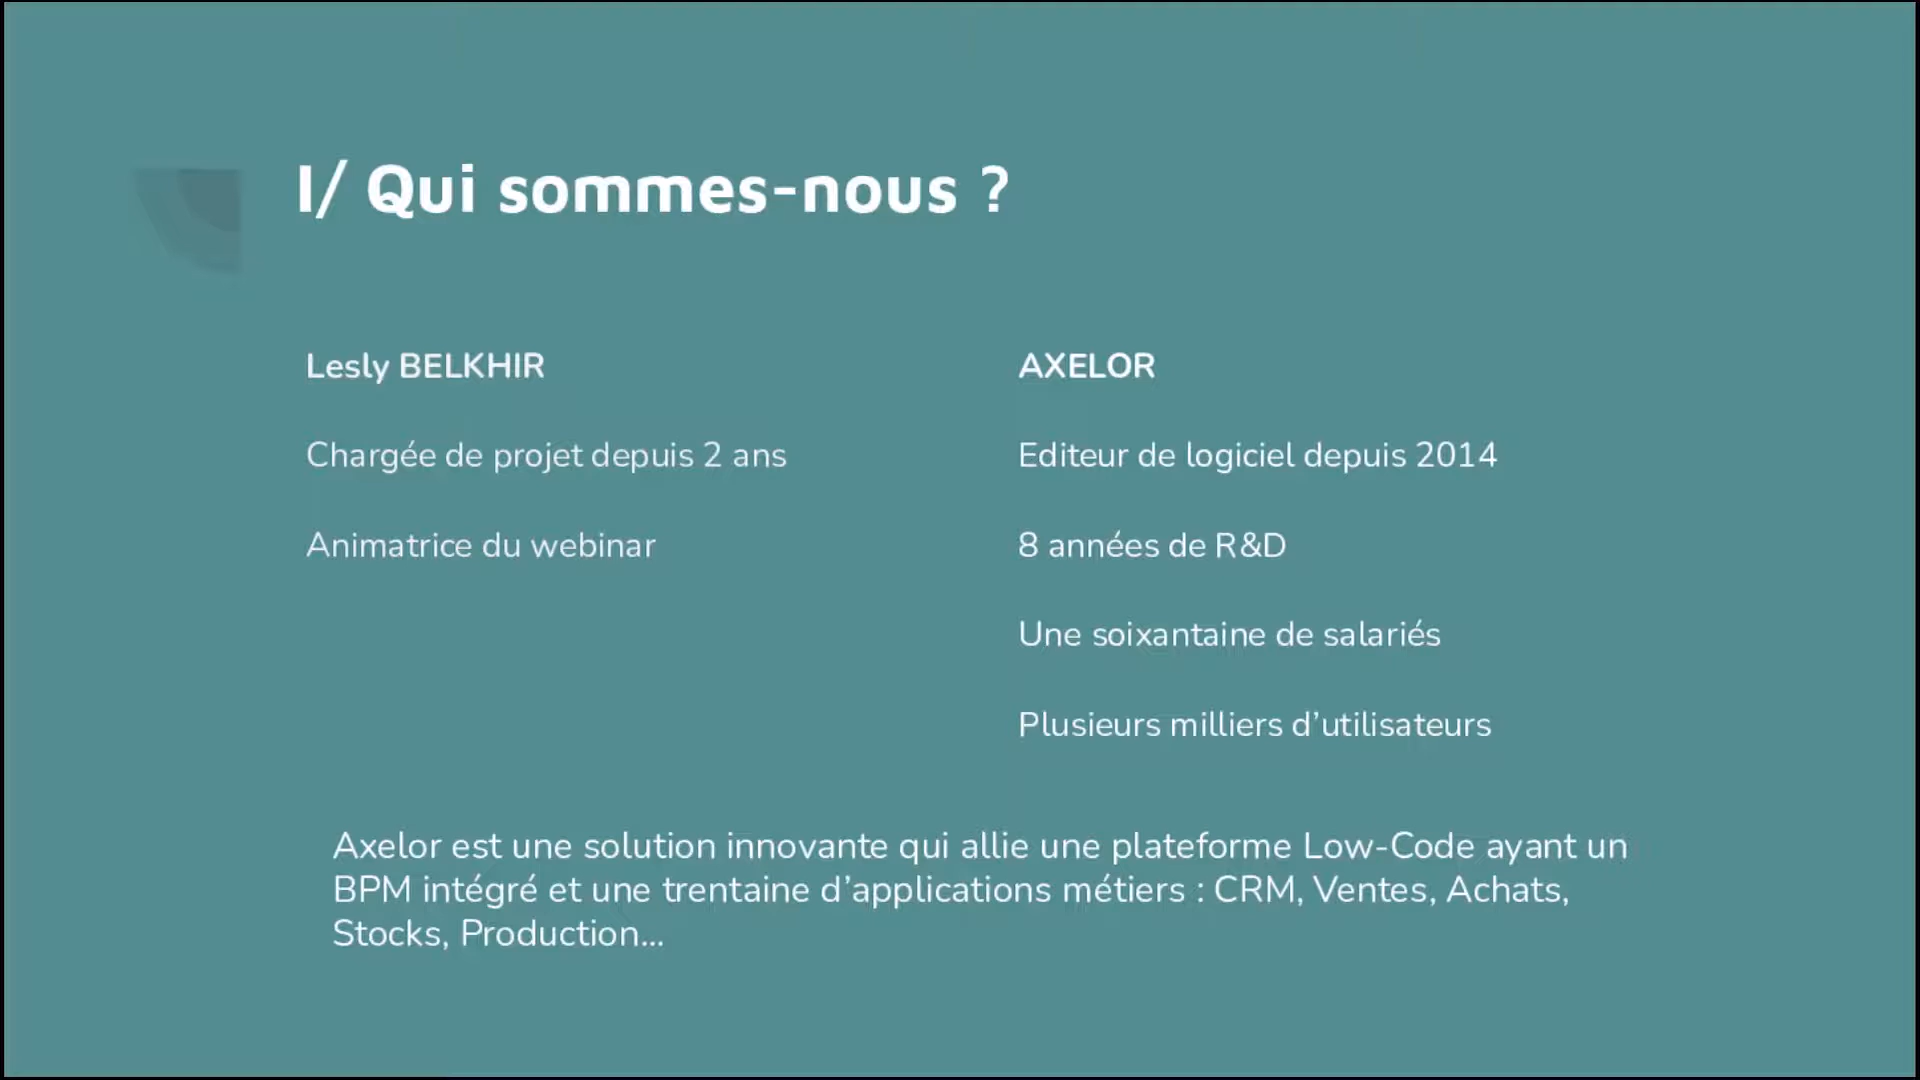 I/ Qui sommes-nous ?
Lesly BELKHIR
Chargée de projet depuis 2 ans
Animatrice du webinar
AXELOR
Editeur de logiciel depuis 2014
8 années de R&D
Une soixantaine de salariés
Plusieurs milliers d’utilisateurs
Axelor est une solution innovante qui allie une plateforme Low-Code ayant un
BPM intégré et une trentaine d’applications métiers : CRM, Ventes, Achats,
Stocks, Production...